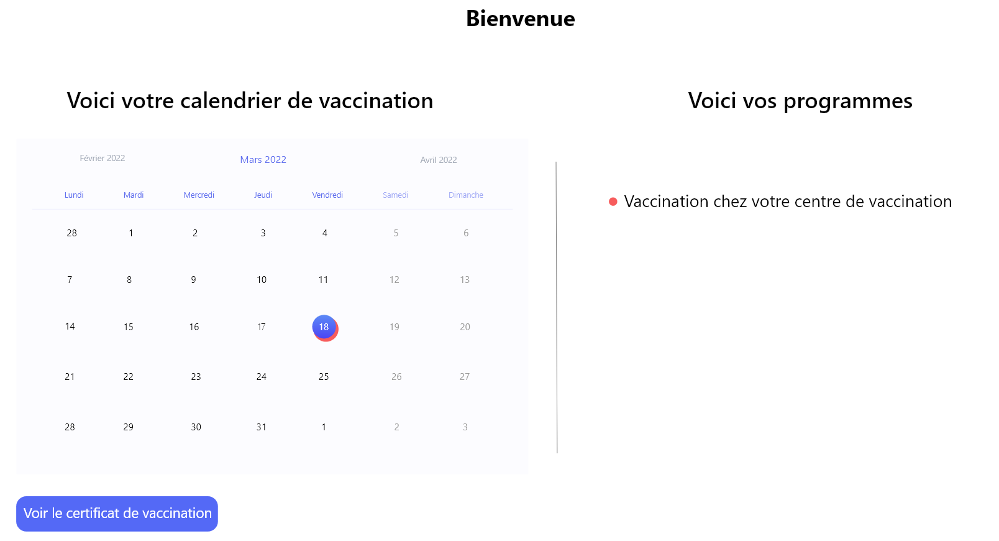 Bienvenue
Voici votre calendrier de vaccination
Voici vos programmes
Février 2022 Mars 2022 Avril 2022
Lundi Mardi Mercredi Jeudi Vendredi Samedi Dimanche
28 1 2 3 4 5 6
7 8 9 10 11 12 13
14 15 16 17 18 19 20
21 22 23 24 25 26 27
28 29 30 31 1 2 3
Vaccination chez votre centre de vaccination
Voir le certificat de vaccination